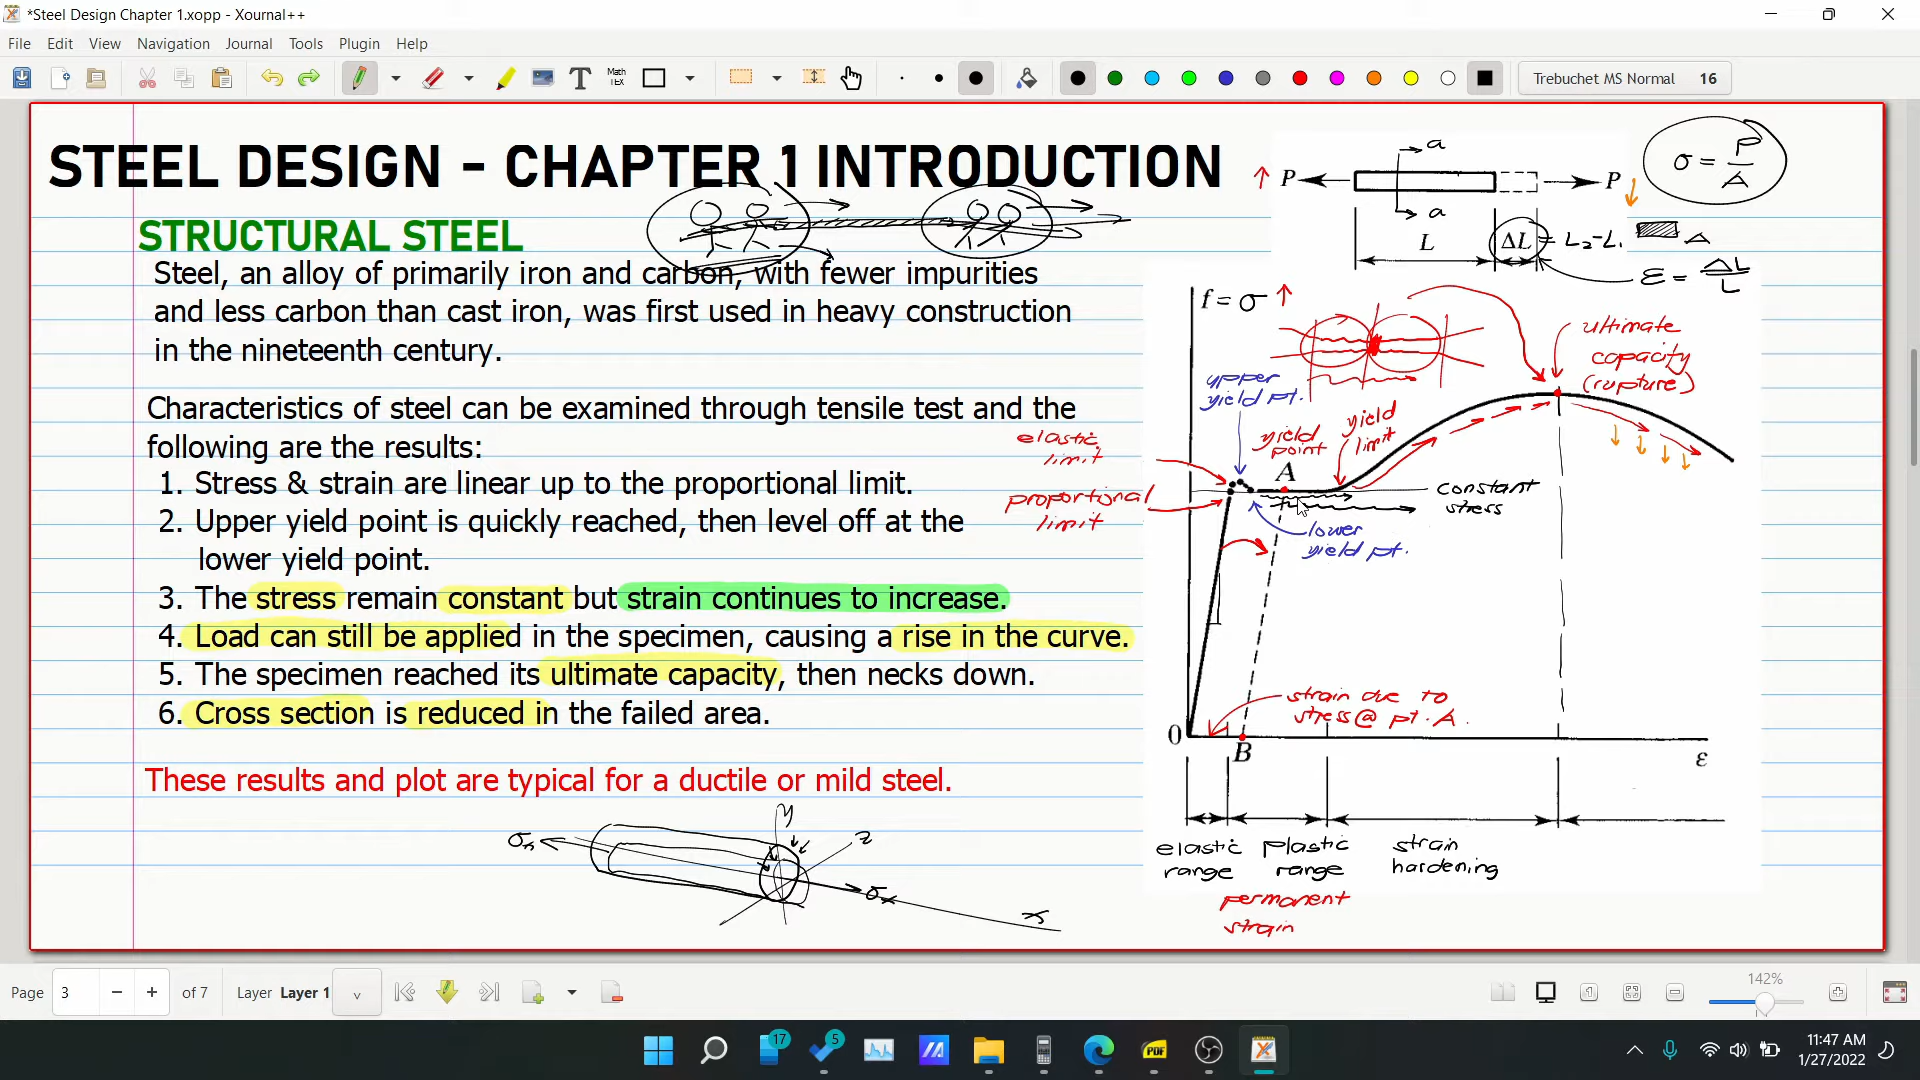 *Steel Design Chapter 1.xopp - Xournal++
File Edit View Navigation Journal Tools Plugin Help
Math
TEX
Trebuchet MS Normal 16
STEEL DESIGN - CHAPTER 1 INTRODUCTION
STRUCTURAL STEEL
Steel, an alloy of primarily iron and carbon, with fewer impurities
and less carbon than cast iron, was first used in heavy construction
in the nineteenth century.
Characteristics of steel can be examined through tensile test and the
following are the results:
1. Stress & strain are linear up to the proportional limit.
2. Upper yield point is quickly reached, then level off at the
lower yield point.
3. The stress remain constant but strain continues to increase.
4. Load can still be applied in the specimen, causing a rise in the curve.
5. The specimen reached its ultimate capacity, then necks down.
6. Cross section is reduced in the failed area.
These results and plot are typical for a ductile or mild steel.
y
z
x
a
P
P
a
σ = P/A
L
ΔL = L₂-L₁
A
ε = ΔL/L
f = σ
ultimate
capacity
(rupture)
upper
yield pt.
yield
limit
yield
point
elastic
limit
A
proportional
limit
constant
stress
lower
yield pt.
strain due to
stress @ pt. A.
0
B
ε
elastic
range
plastic
range
strain
hardening
permanent
strain
Page 3 of 7 Layer Layer 1
142%
17
5
PDF
11:47 AM
1/27/2022